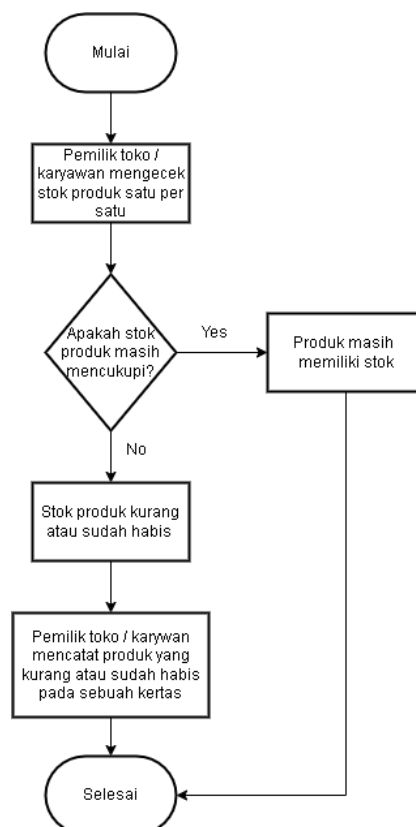 Mulai
Pemilik toko /
karyawan mengecek
stok produk satu per
satu
Apakah stok
produk masih
mencukupi?
Yes
Produk masih
memiliki stok
No
Stok produk kurang
atau sudah habis
Pemilik toko / karywan
mencatat produk yang
kurang atau sudah habis
pada sebuah kertas
Selesai